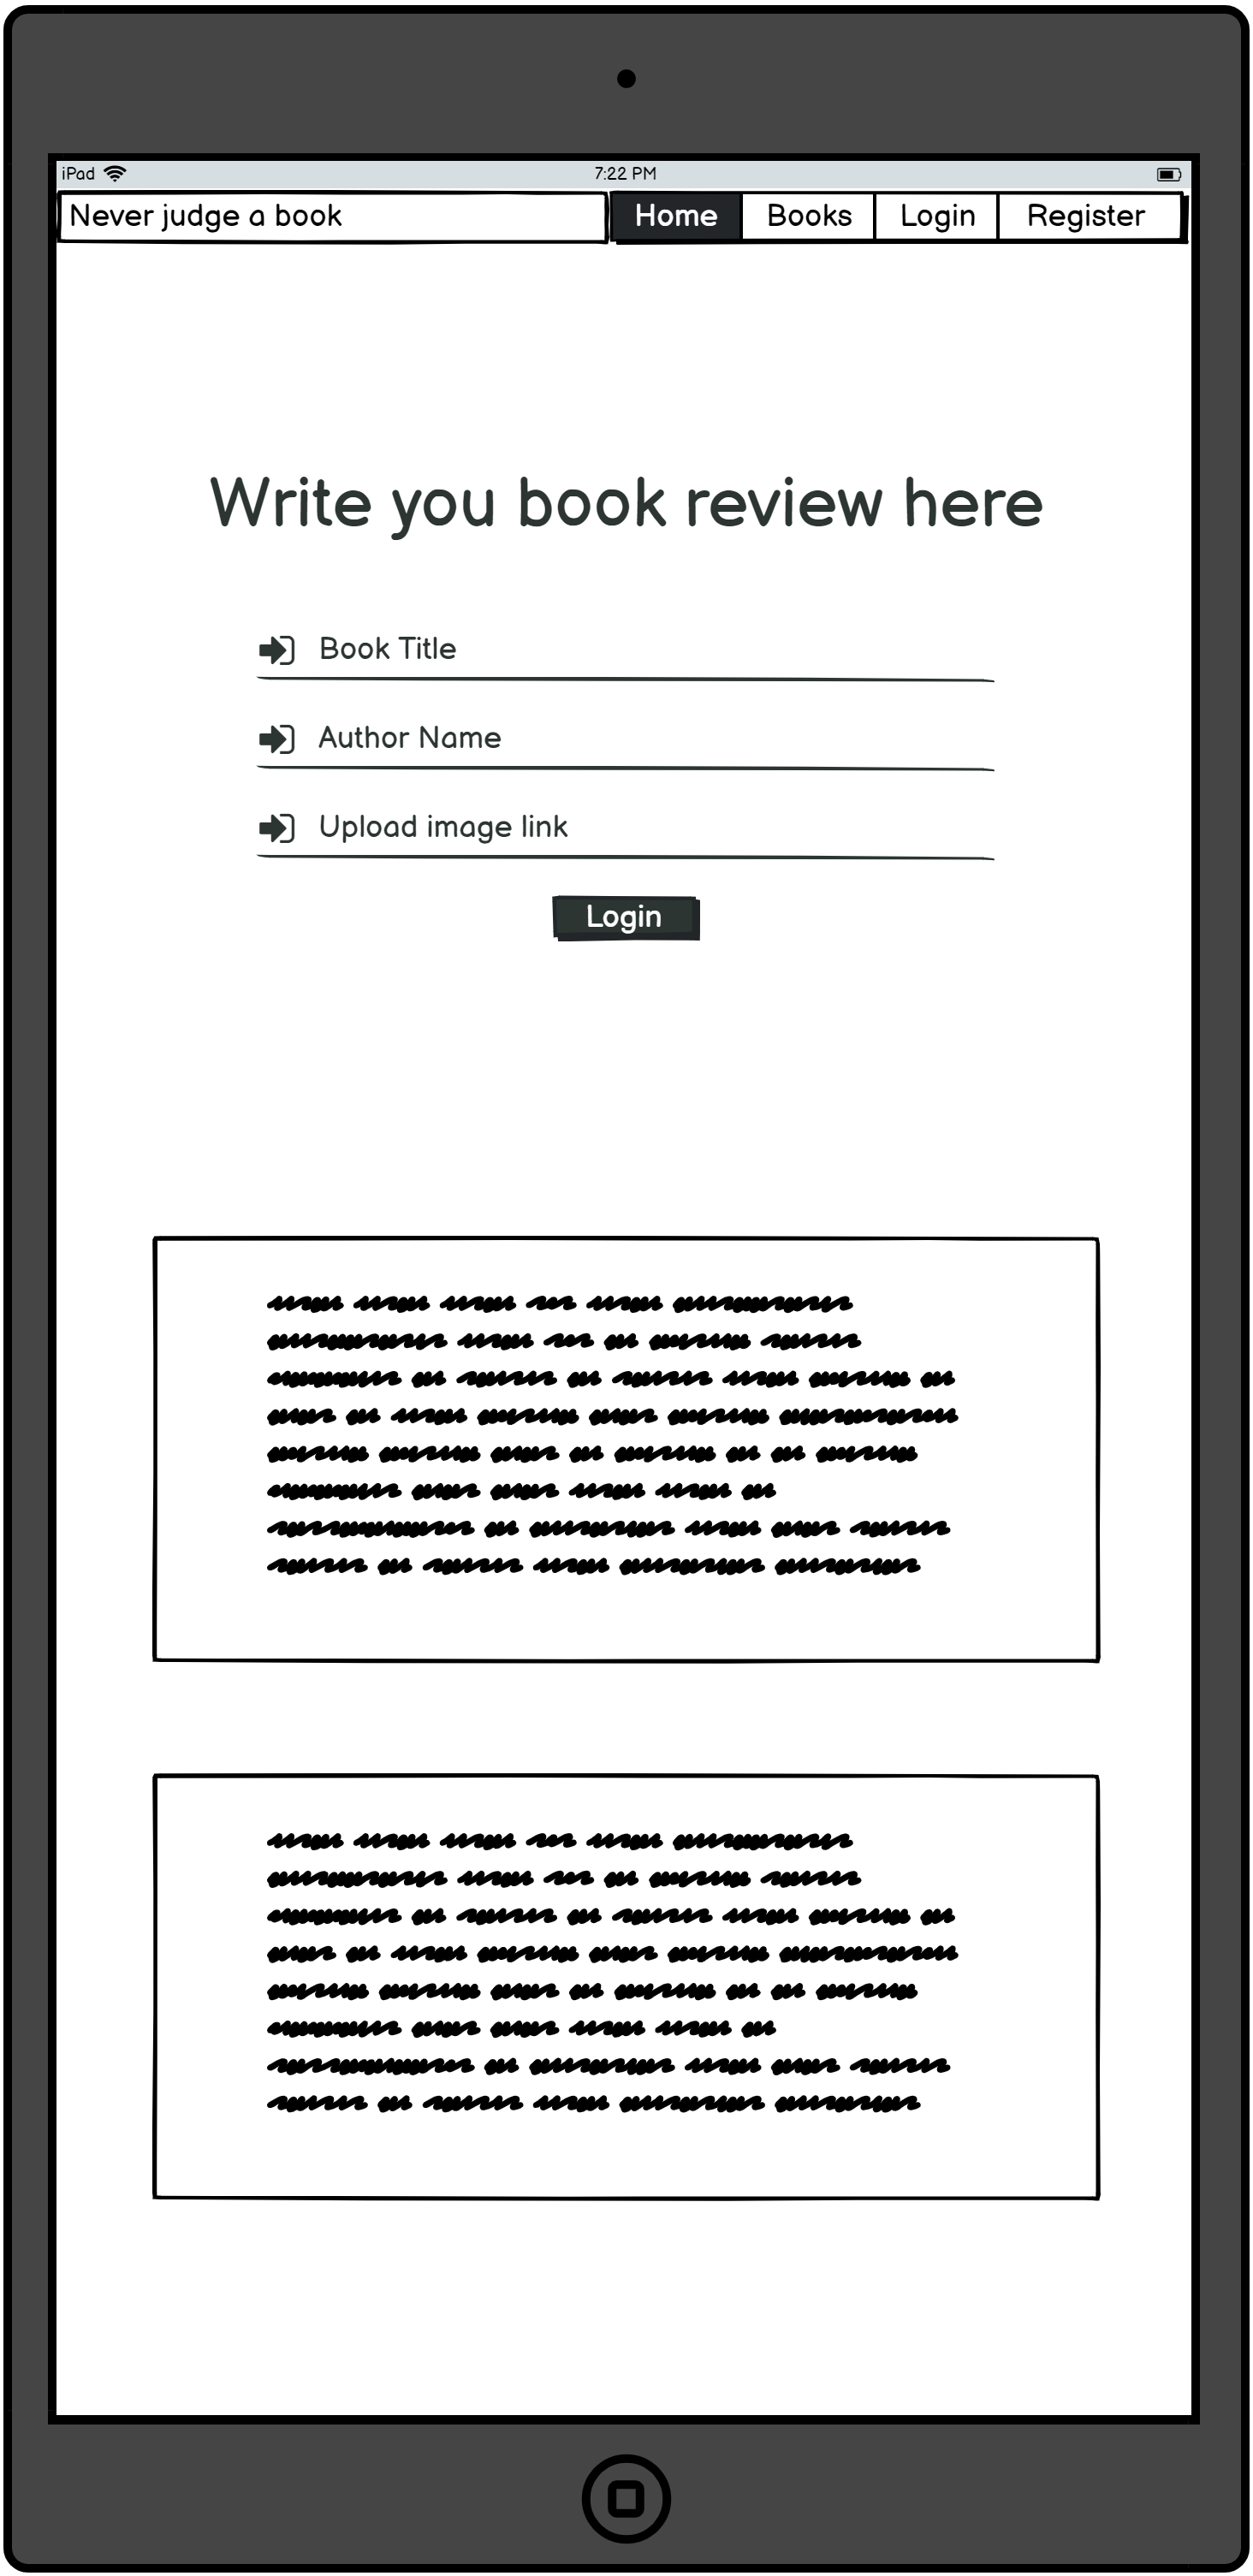 iPad 7:22 PM
Never judge a book Home Books Login Register
Write you book review here
Book Title
Author Name
Upload image link
Login